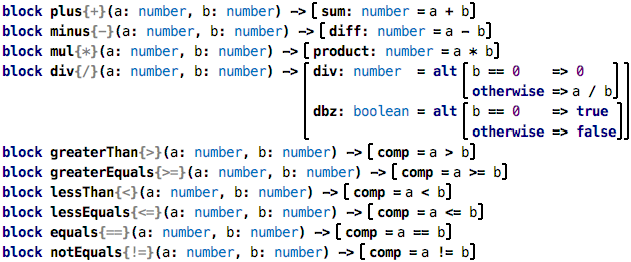 block plus{+}(a: number, b: number) -> [sum: number = a + b]
block minus{-}(a: number, b: number) -> [diff: number = a - b]
block mul{*}(a: number, b: number) -> [product: number = a * b]
block div{/}(a: number, b: number) -> [div: number = alt [b == 0 => 0
otherwise => a / b]
dbz: boolean = alt [b == 0 => true
otherwise => false]]
block greaterThan{>}(a: number, b: number) -> [comp = a > b]
block greaterEquals{>=}(a: number, b: number) -> [comp = a >= b]
block lessThan{<}(a: number, b: number) -> [comp = a < b]
block lessEquals{<=}(a: number, b: number) -> [comp = a <= b]
block equals{==}(a: number, b: number) -> [comp = a == b]
block notEquals{!=}(a: number, b: number) -> [comp = a != b]